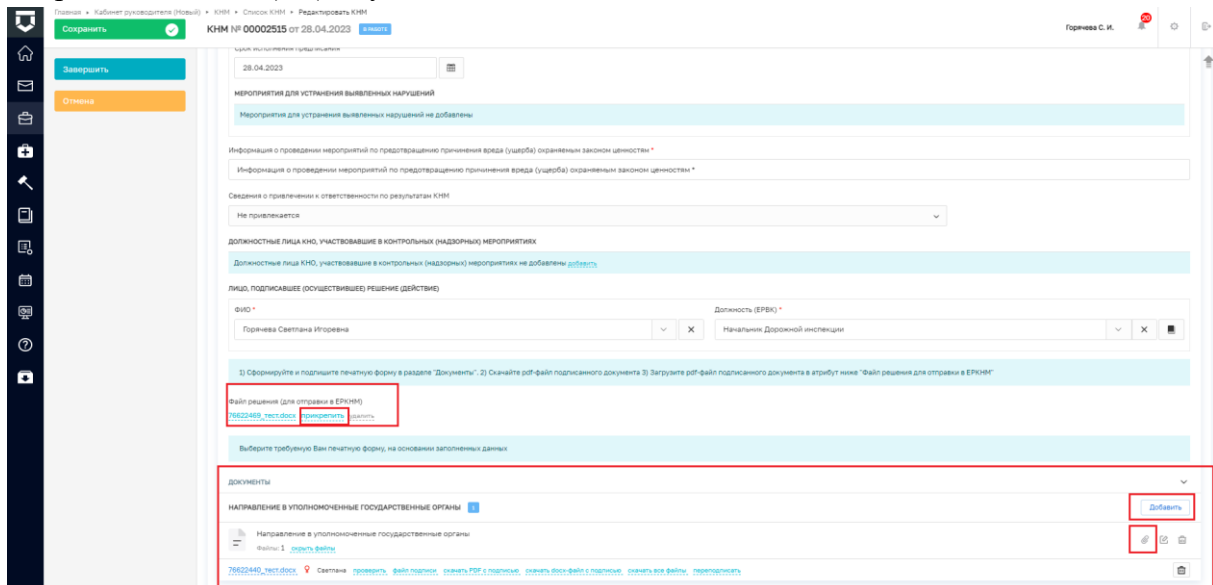 Главная ▸ Кабинет руководителя (Новый) ▸ КНМ ▸ Список КНМ ▸ Редактировать КНМ
Сохранить
КНМ № 00002515 от 28.04.2023 В РАБОТЕ
Горячева С. И.
20
Завершить
Отмена
Срок исполнения предписания
28.04.2023
МЕРОПРИЯТИЯ ДЛЯ УСТРАНЕНИЯ ВЫЯВЛЕННЫХ НАРУШЕНИЙ
Мероприятия для устранения выявленных нарушений не добавлены
Информация о проведении мероприятий по предотвращению причинения вреда (ущерба) охраняемым законом ценностям *
Информация о проведении мероприятий по предотвращению причинения вреда (ущерба) охраняемым законом ценностям *
Сведения о привлечении к ответственности по результатам КНМ
Не привлекается
ДОЛЖНОСТНЫЕ ЛИЦА КНО, УЧАСТВОВАВШИЕ В КОНТРОЛЬНЫХ (НАДЗОРНЫХ) МЕРОПРИЯТИЯХ
Должностные лица КНО, участвовавшие в контрольных (надзорных) мероприятиях не добавлены добавить
ЛИЦО, ПОДПИСАВШЕЕ (ОСУЩЕСТВИВШЕЕ) РЕШЕНИЕ (ДЕЙСТВИЕ)
ФИО *
Должность (ЕРВК) *
Горячева Светлана Игоревна
Начальник Дорожной инспекции
1) Сформируйте и подпишите печатную форму в разделе "Документы". 2) Скачайте pdf-файл подписанного документа 3) Загрузите pdf-файл подписанного документа в атрибут ниже "Файл решения для отправки в ЕРКНМ"
Файл решения (для отправки в ЕРКНМ)
76622469_тест.docx прикрепить удалить
Выберите требуемую Вам печатную форму, на основании заполненных данных
ДОКУМЕНТЫ
НАПРАВЛЕНИЕ В УПОЛНОМОЧЕННЫЕ ГОСУДАРСТВЕННЫЕ ОРГАНЫ 1
Добавить
Направление в уполномоченные государственные органы
Файлы: 1 скрыть файлы
76622440_тест.docx Светлана проверить файл подписи скачать PDF с подписью скачать docx-файл с подписью скачать все файлы переподписать